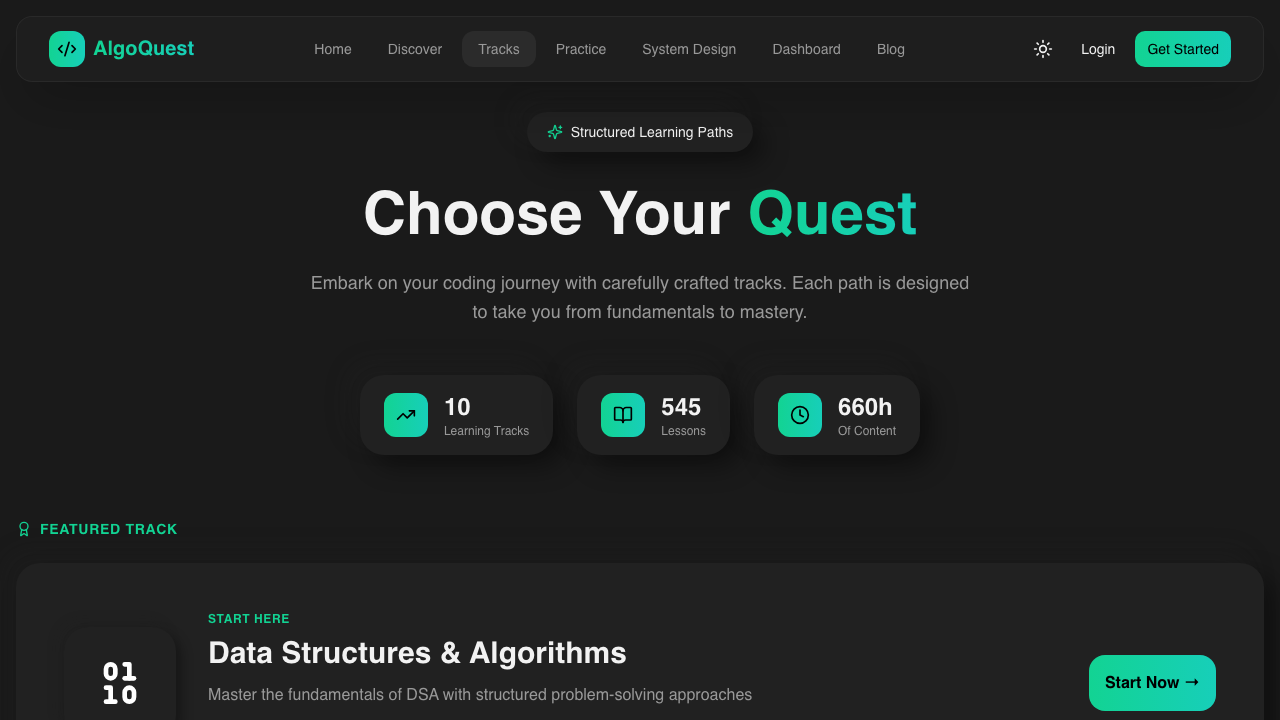 AlgoQuest
Home
Discover
Tracks
Practice
System Design
Dashboard
Blog
Login
Get Started
Structured Learning Paths
Choose Your Quest
Embark on your coding journey with carefully crafted tracks. Each path is designed
to take you from fundamentals to mastery.
10
Learning Tracks
545
Lessons
660h
Of Content
FEATURED TRACK
01
10
START HERE
Data Structures & Algorithms
Master the fundamentals of DSA with structured problem-solving approaches
Start Now →